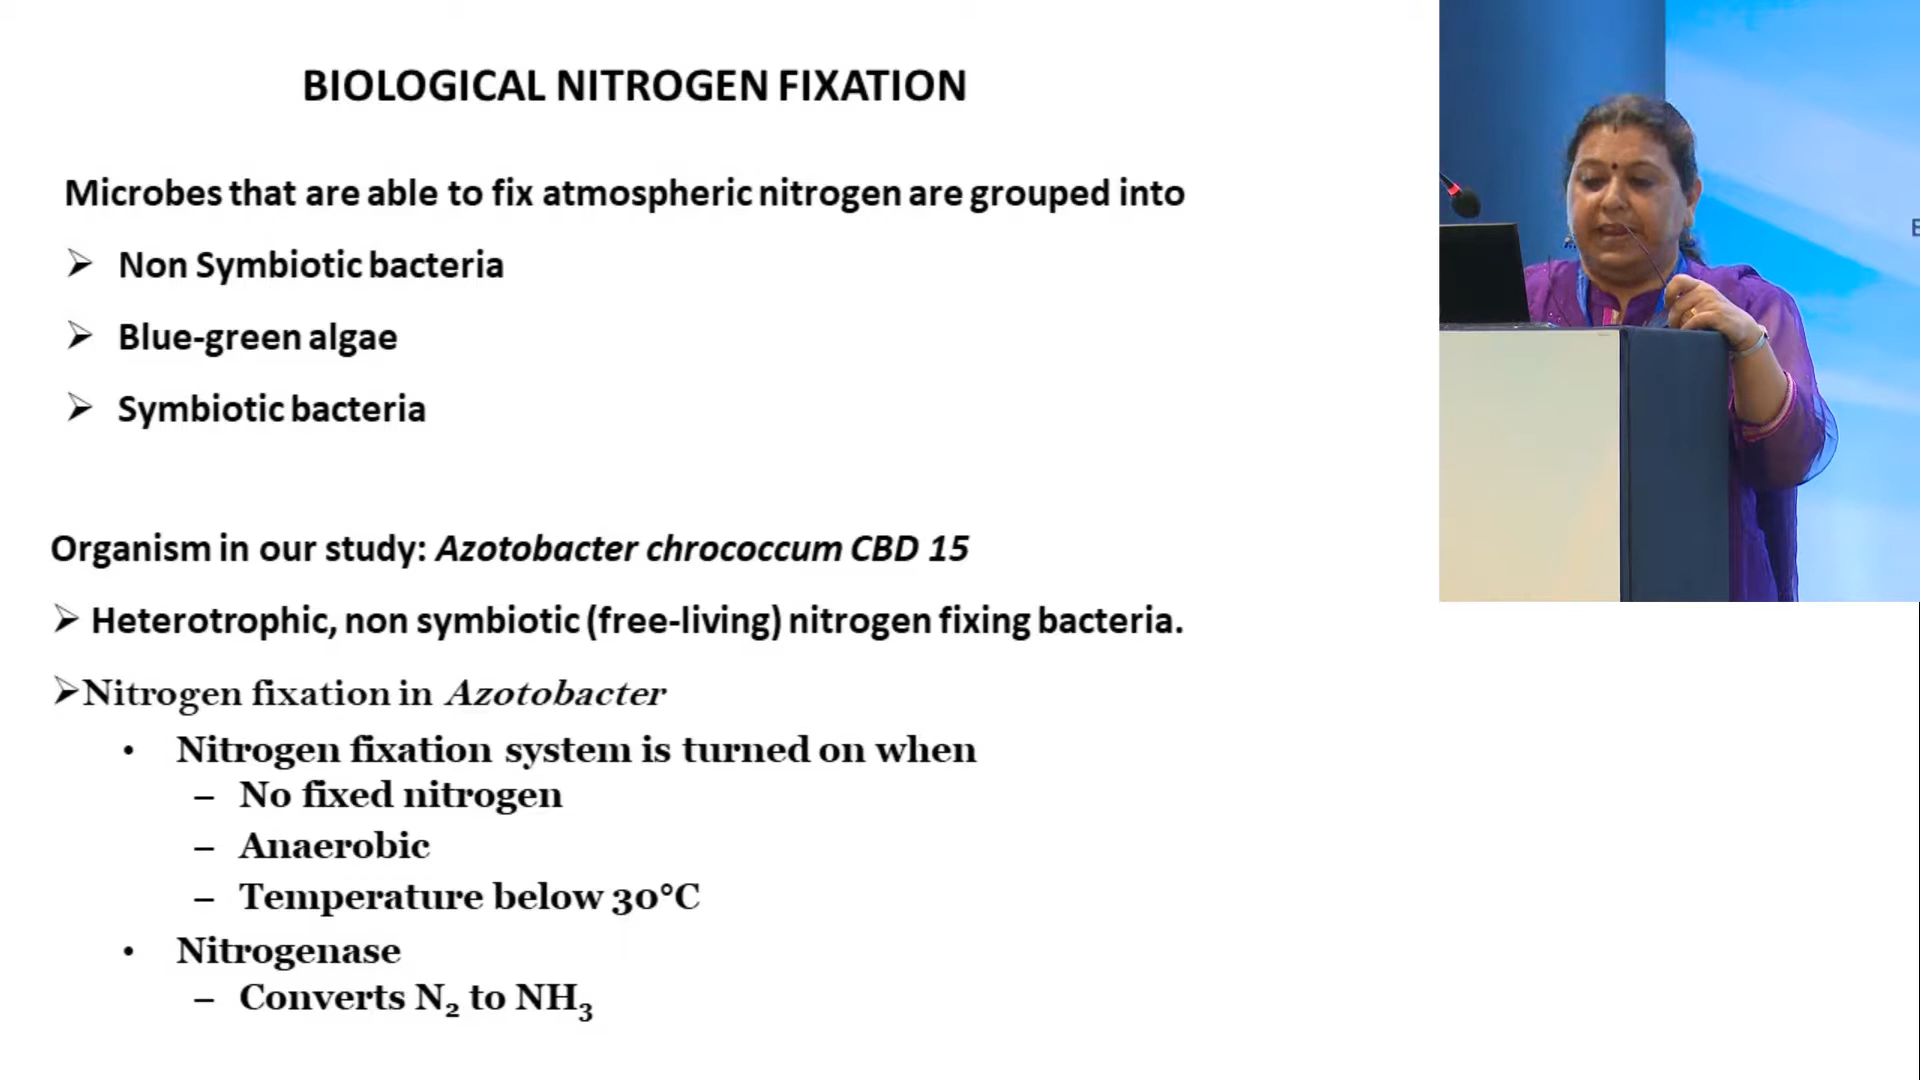 BIOLOGICAL NITROGEN FIXATION
Microbes that are able to fix atmospheric nitrogen are grouped into
➢ Non Symbiotic bacteria
➢ Blue-green algae
➢ Symbiotic bacteria
Organism in our study: Azotobacter chrococcum CBD 15
➢ Heterotrophic, non symbiotic (free-living) nitrogen fixing bacteria.
➢Nitrogen fixation in Azotobacter
• Nitrogen fixation system is turned on when
– No fixed nitrogen
– Anaerobic
– Temperature below 30°C
• Nitrogenase
– Converts N₂ to NH₃